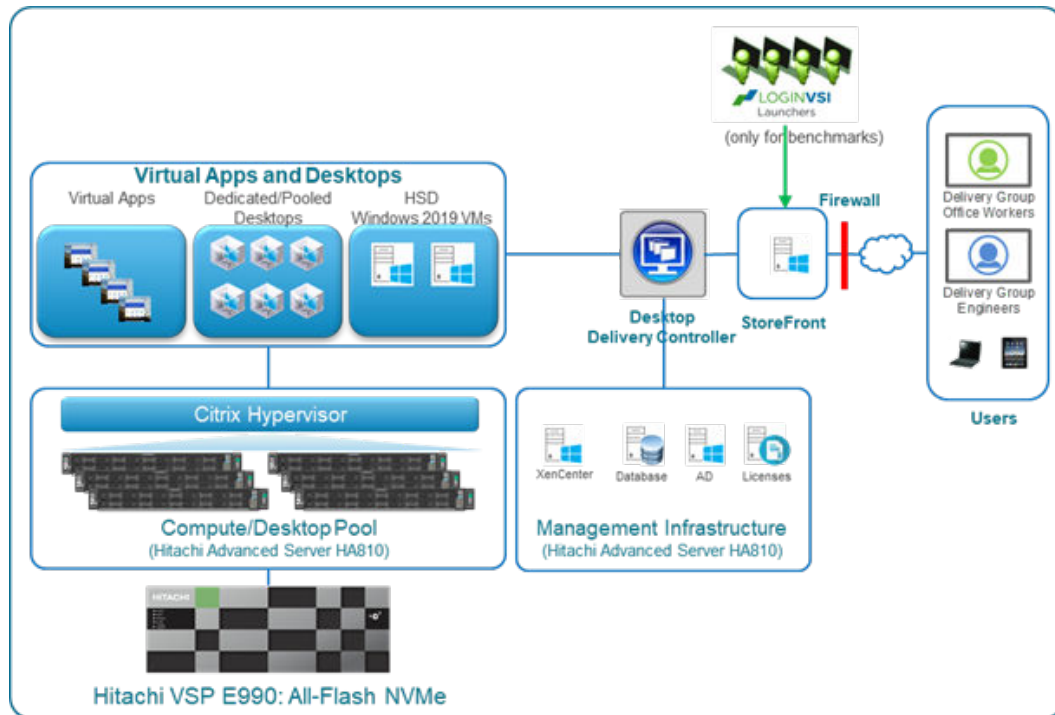 LOGINVSI
Launchers
(only for benchmarks)
Virtual Apps and Desktops
Virtual Apps
Dedicated/Pooled
Desktops
HSD
Windows 2019 VMs
Firewall
Desktop
Delivery Controller
StoreFront
Delivery Group
Office Workers
Delivery Group
Engineers
Users
Citrix Hypervisor
Compute/Desktop Pool
(Hitachi Advanced Server HA810)
XenCenter
Database
AD
Licenses
Management Infrastructure
(Hitachi Advanced Server HA810)
HITACHI
Hitachi VSP E990: All-Flash NVMe